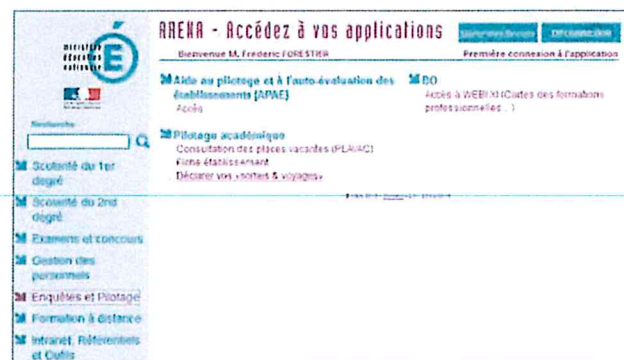 ministère
éducation
nationale
ARENA - Accédez à vos applications
Bienvenue M. Frederic FORESTIER
Première connexion à l'application
Recherche
Scolarité du 1er
degré
Scolarité du 2nd
degré
Examens et concours
Gestion des
personnels
Enquêtes et Pilotage
Formation à distance
Intranet, Référentiels
et Outils
Aide au pilotage et à l'auto-évaluation des
établissements (APAE)
Accès
Pilotage académique
Consultation des places vacantes (PLAVAC)
Fiche établissement
Déclarer vos «sorties & voyages»
BO
Accès à (Cartes des formations
professionnelles...)